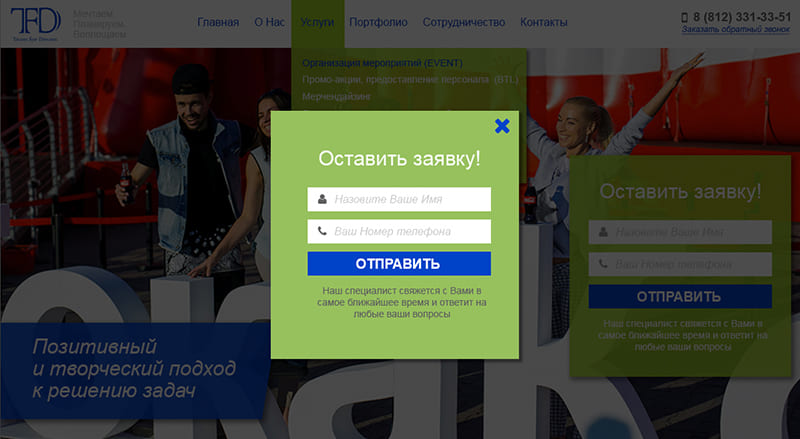 TFD
Мечтаем,
Планируем,
Воплощаем
Главная О Нас Услуги Портфолио Сотрудничество Контакты
8 (812) 331-33-51
Заказать обратный звонок
Организация мероприятий (EVENT)
Промо-акции, предоставление персонала (BTL)
Мерчендайзинг
Оставить заявку!
Назовите Ваше Имя
Ваш Номер телефона
ОТПРАВИТЬ
Наш специалист свяжется с Вами в
самое ближайшее время и ответит на
любые ваши вопросы
Оставить заявку!
Назовите Ваше Имя
Ваш Номер телефона
ОТПРАВИТЬ
Наш специалист свяжется с Вами в
самое ближайшее время и ответит на
любые ваши вопросы
Позитивный
и творческий подход
к решению задач